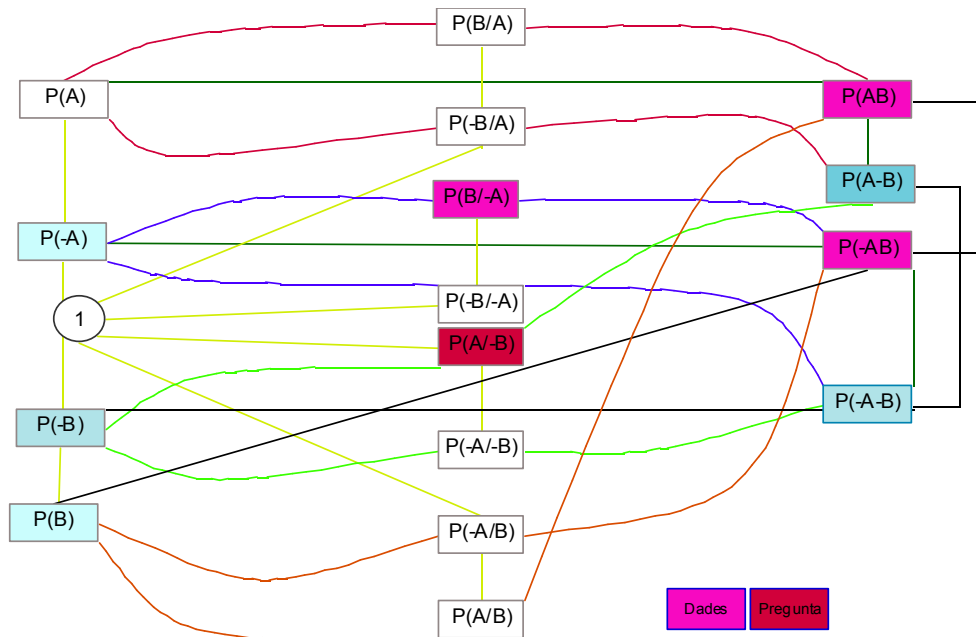 P(B/A)
P(A)
P(AB)
P(-B/A)
P(A-B)
P(B/-A)
P(-A)
P(-AB)
P(-B/-A)
1
P(A/-B)
P(-A-B)
P(-B)
P(-A/-B)
P(B)
P(-A/B)
P(A/B)
Dades
Pregunta